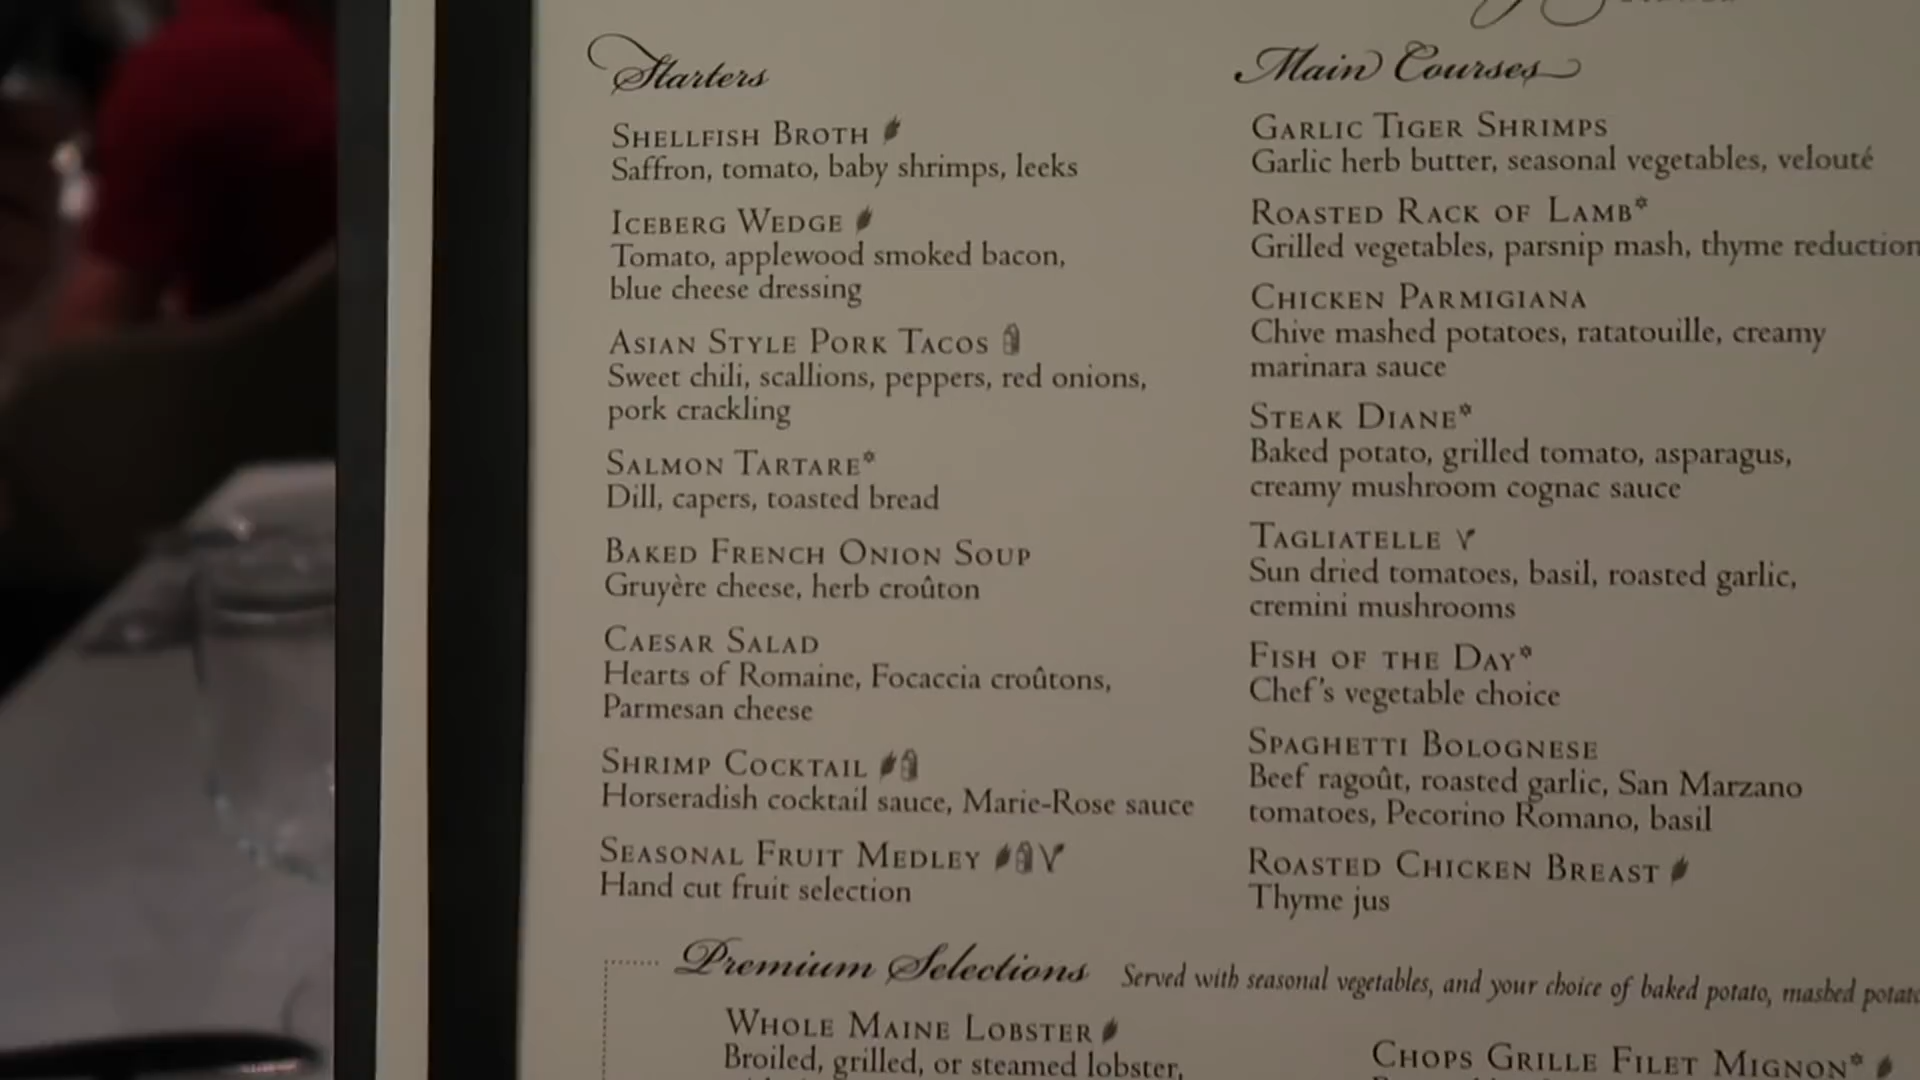 Starters
SHELLFISH BROTH
Saffron, tomato, baby shrimps, leeks
ICEBERG WEDGE
Tomato, applewood smoked bacon,
blue cheese dressing
ASIAN STYLE PORK TACOS
Sweet chili, scallions, peppers, red onions,
pork crackling
SALMON TARTARE*
Dill, capers, toasted bread
BAKED FRENCH ONION SOUP
Gruyère cheese, herb croûton
CAESAR SALAD
Hearts of Romaine, Focaccia croûtons,
Parmesan cheese
SHRIMP COCKTAIL
Horseradish cocktail sauce, Marie-Rose sauce
SEASONAL FRUIT MEDLEY
Hand cut fruit selection
Main Courses
GARLIC TIGER SHRIMPS
Garlic herb butter, seasonal vegetables, velouté
ROASTED RACK OF LAMB*
Grilled vegetables, parsnip mash, thyme reduction
CHICKEN PARMIGIANA
Chive mashed potatoes, ratatouille, creamy
marinara sauce
STEAK DIANE*
Baked potato, grilled tomato, asparagus,
creamy mushroom cognac sauce
TAGLIATELLE
Sun dried tomatoes, basil, roasted garlic,
cremini mushrooms
FISH OF THE DAY*
Chef's vegetable choice
SPAGHETTI BOLOGNESE
Beef ragoût, roasted garlic, San Marzano
tomatoes, Pecorino Romano, basil
ROASTED CHICKEN BREAST
Thyme jus
Premium Selections Served with seasonal vegetables, and your choice of baked potato, mashed
WHOLE MAINE LOBSTER
Broiled, grilled, or steamed lobster,
CHOPS GRILLE FILET MIGNON*